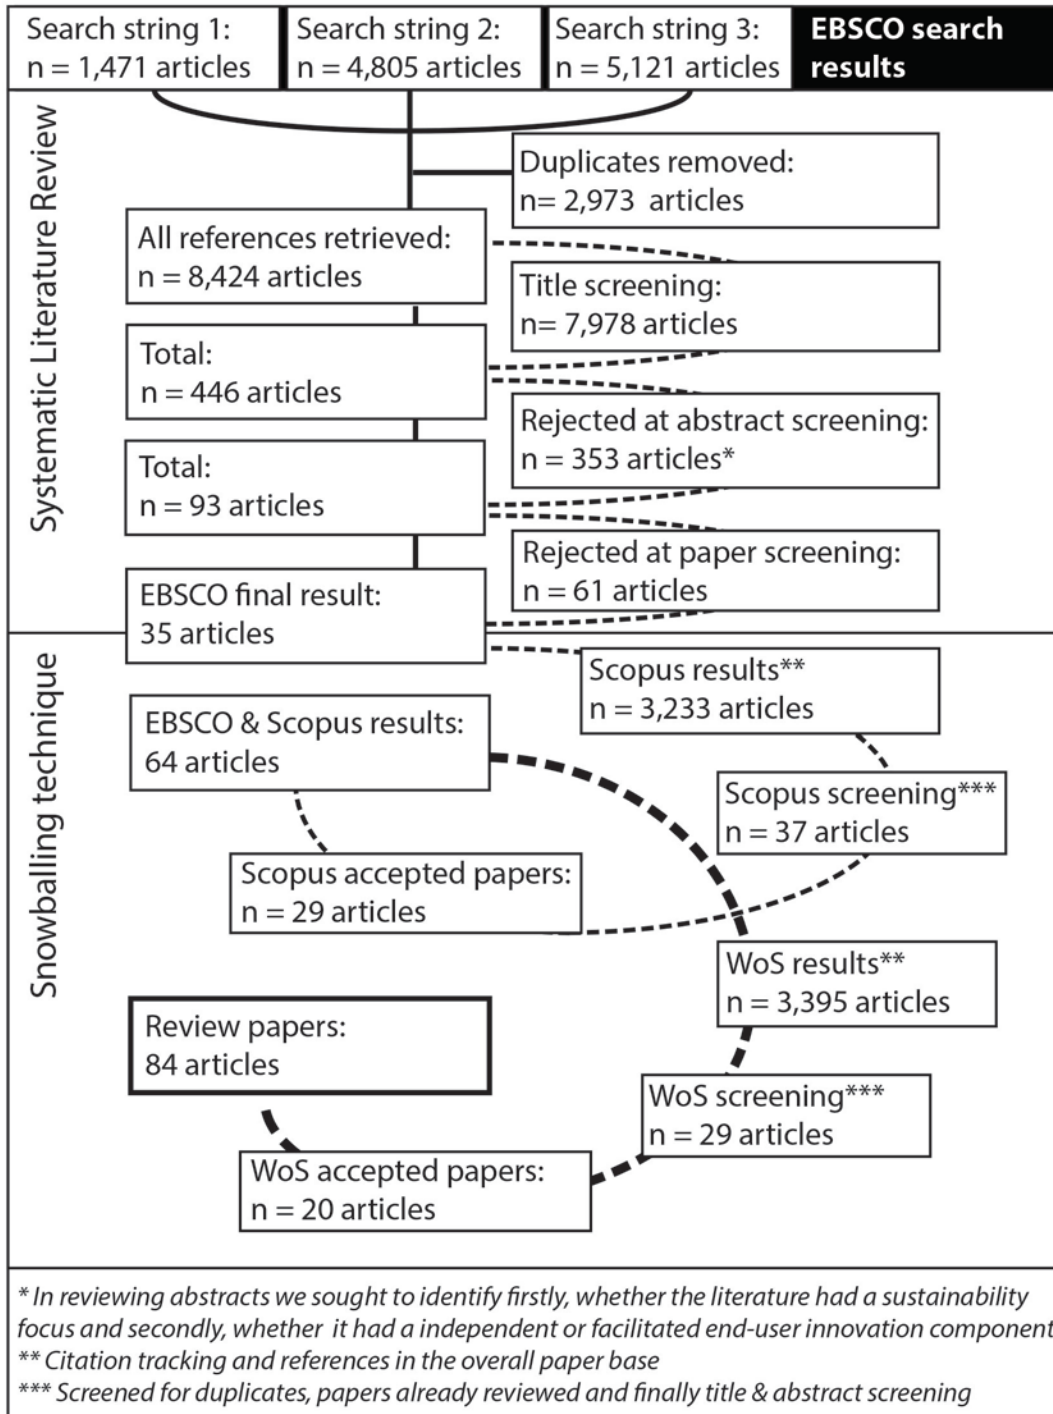 Search string 1:
n = 1,471 articles
Search string 2:
n = 4,805 articles
Search string 3:
n = 5,121 articles
EBSCO search
results
Systematic Literature Review
Duplicates removed:
n= 2,973 articles
All references retrieved:
n = 8,424 articles
Title screening:
n= 7,978 articles
Total:
n = 446 articles
Rejected at abstract screening:
n = 353 articles*
Total:
n = 93 articles
Rejected at paper screening:
n = 61 articles
EBSCO final result:
35 articles
Snowballing technique
Scopus results**
n = 3,233 articles
EBSCO & Scopus results:
64 articles
Scopus screening***
n = 37 articles
Scopus accepted papers:
n = 29 articles
WoS results**
n = 3,395 articles
Review papers:
84 articles
WoS screening***
n = 29 articles
WoS accepted papers:
n = 20 articles
* In reviewing abstracts we sought to identify firstly, whether the literature had a sustainability
focus and secondly, whether it had a independent or facilitated end-user innovation component
** Citation tracking and references in the overall paper base
*** Screened for duplicates, papers already reviewed and finally title & abstract screening